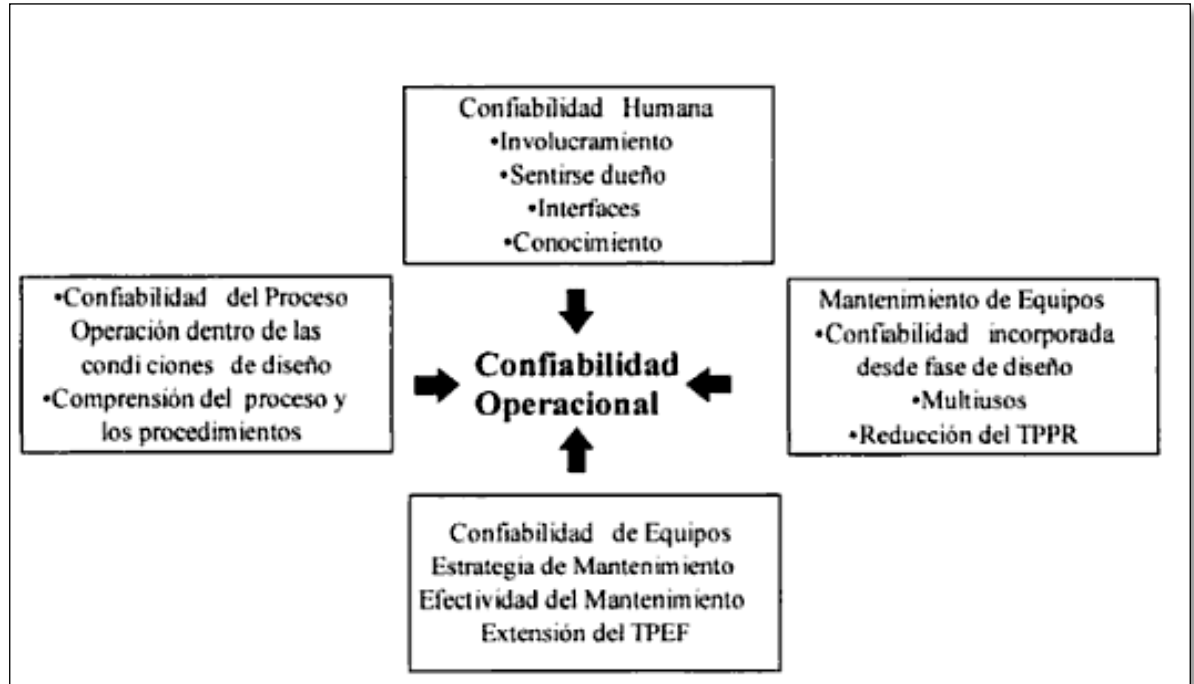 Confiabilidad Humana
•Involucramiento
•Sentirse dueño
•Interfaces
•Conocimiento
•Confiabilidad del Proceso
Operación dentro de las
condi ciones de diseño
•Comprensión del proceso y
los procedimientos
Confiabilidad
Operacional
Mantenimiento de Equipos
•Confiabilidad incorporada
desde fase de diseño
•Multiusos
•Reducción del TPPR
Confiabilidad de Equipos
Estrategia de Mantenimiento
Efectividad del Mantenimiento
Extensión del TPEF